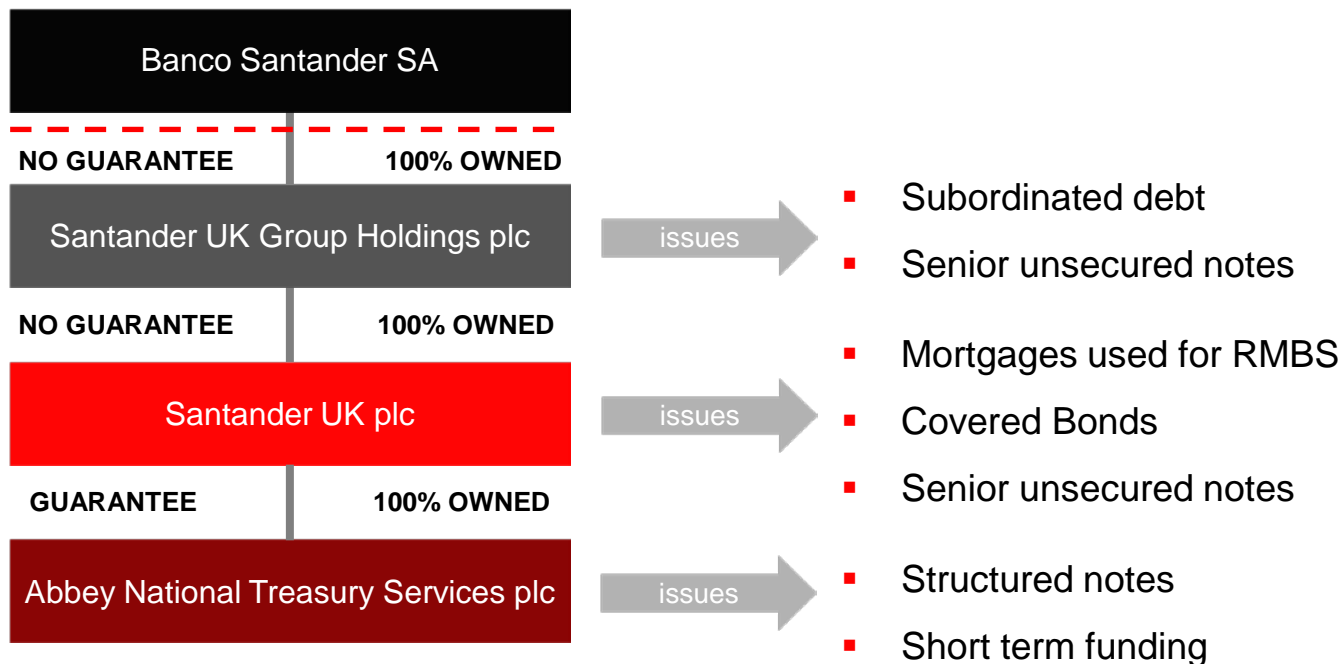 Banco Santander SA
NO GUARANTEE 100% OWNED
Santander UK Group Holdings plc
issues
Subordinated debt
Senior unsecured notes
NO GUARANTEE 100% OWNED
Santander UK plc
issues
Mortgages used for RMBS
Covered Bonds
Senior unsecured notes
GUARANTEE 100% OWNED
Abbey National Treasury Services plc
issues
Structured notes
Short term funding